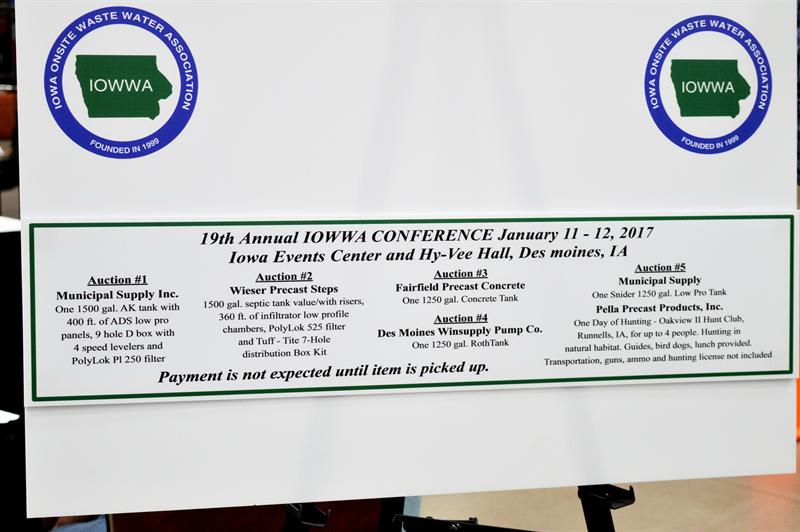 IOWA ONSITE WASTE WATER ASSOCIATION
IOWWA
FOUNDED IN 1999
IOWA ONSITE WASTE WATER ASSOCIATION
IOWWA
FOUNDED IN 1999
19th Annual IOWWA CONFERENCE January 11 - 12, 2017
Iowa Events Center and Hy-Vee Hall, Des moines, IA
Auction #1
Municipal Supply Inc.
One 1500 gal. AK tank with
400 ft. of ADS low pro
panels, 9 hole D box with
4 speed levelers and
PolyLok Pl 250 filter
Auction #2
Wieser Precast Steps
1500 gal. septic tank value/with risers,
360 ft. of infiltrator low profile
chambers, PolyLok 525 filter
and Tuff - Tite 7-Hole
distribution Box Kit
Auction #3
Fairfield Precast Concrete
One 1250 gal. Concrete Tank
Auction #4
Des Moines Winsupply Pump Co.
One 1250 gal. RothTank
Auction #5
Municipal Supply
One Snider 1250 gal. Low Pro Tank
Pella Precast Products, Inc.
One Day of Hunting - Oakview II Hunt Club,
Runnells, IA, for up to 4 people. Hunting in
natural habitat. Guides, bird dogs, lunch provided.
Transportation, guns, ammo and hunting license not included
Payment is not expected until item is picked up.